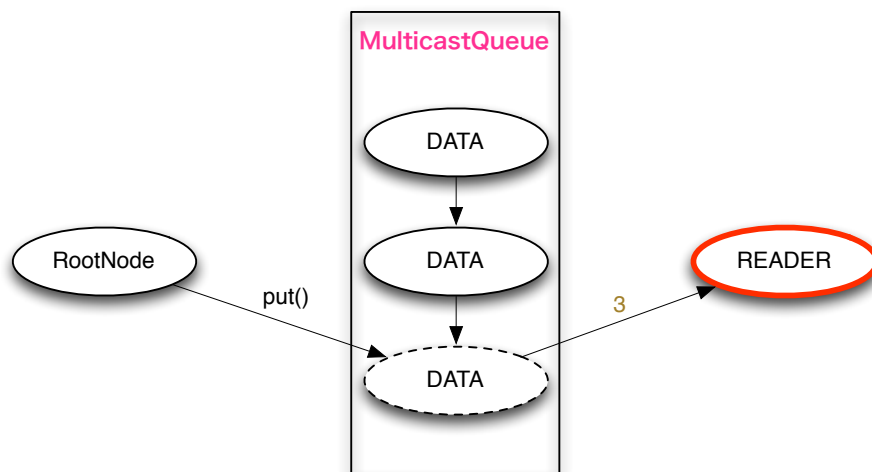 MulticastQueue
DATA
RootNode
put()
DATA
3
READER
DATA